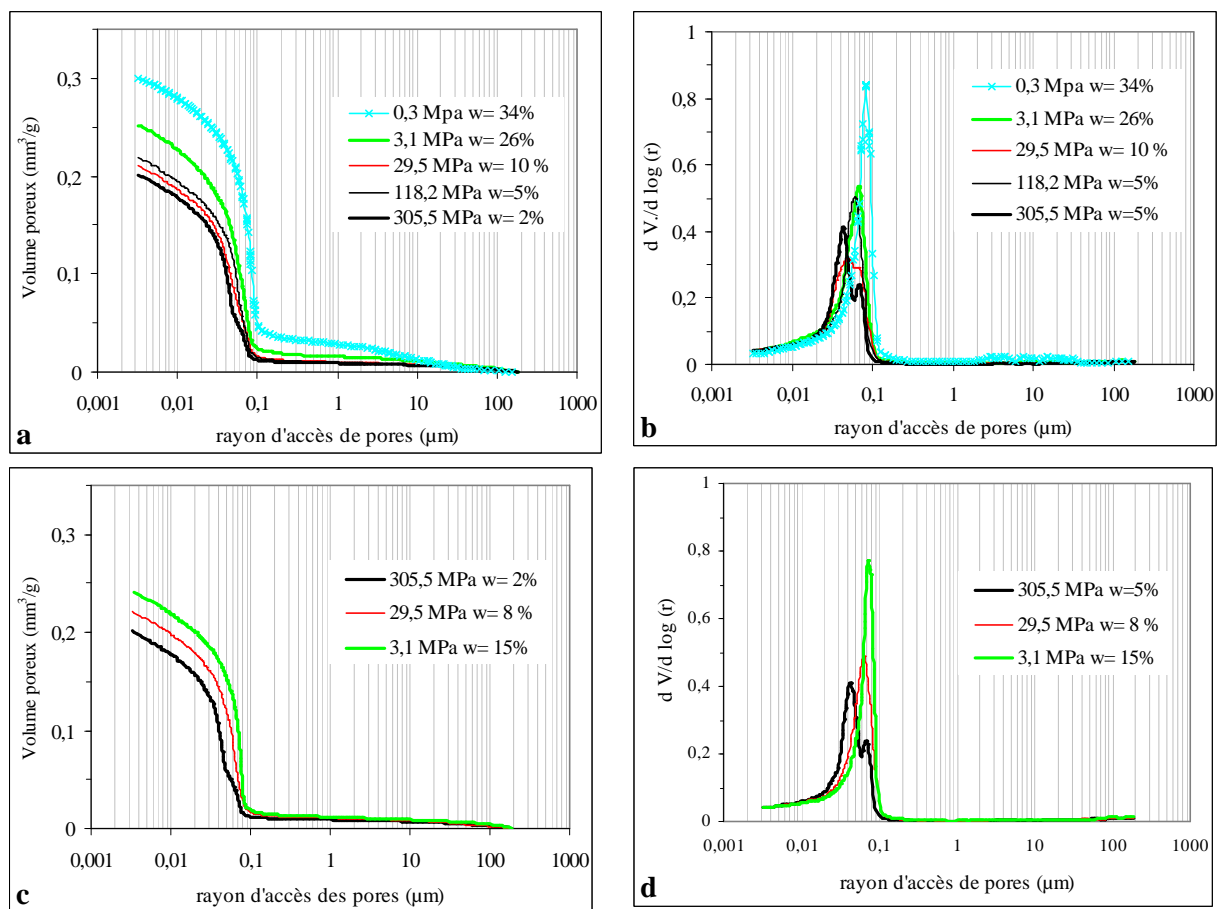 Volume poreux (mm³/g)
0,3
0,2
0,1
0
0,3 Mpa w= 34%
3,1 MPa w= 26%
29,5 MPa w= 10 %
118,2 MPa w=5%
305,5 MPa w= 2%
0,001 0,01 0,1 1 10 100 1000
rayon d'accès de pores (µm)
a
d V./d log (r)
1
0,8
0,6
0,4
0,2
0
0,3 Mpa w= 34%
3,1 MPa w= 26%
29,5 MPa w= 10 %
118,2 MPa w=5%
305,5 MPa w=5%
0,001 0,01 0,1 1 10 100 1000
rayon d'accès de pores (µm)
b
Volume poreux (mm³/g)
0,3
0,2
0,1
0
305,5 MPa w= 2%
29,5 MPa w= 8 %
3,1 MPa w= 15%
0,001 0,01 0,1 1 10 100 1000
rayon d'accès des pores (µm)
c
d V/d log (r)
1
0,8
0,6
0,4
0,2
0
305,5 MPa w=5%
29,5 MPa w= 8 %
3,1 MPa w= 15%
0,001 0,01 0,1 1 10 100 1000
rayon d'accès de pores (µm)
d